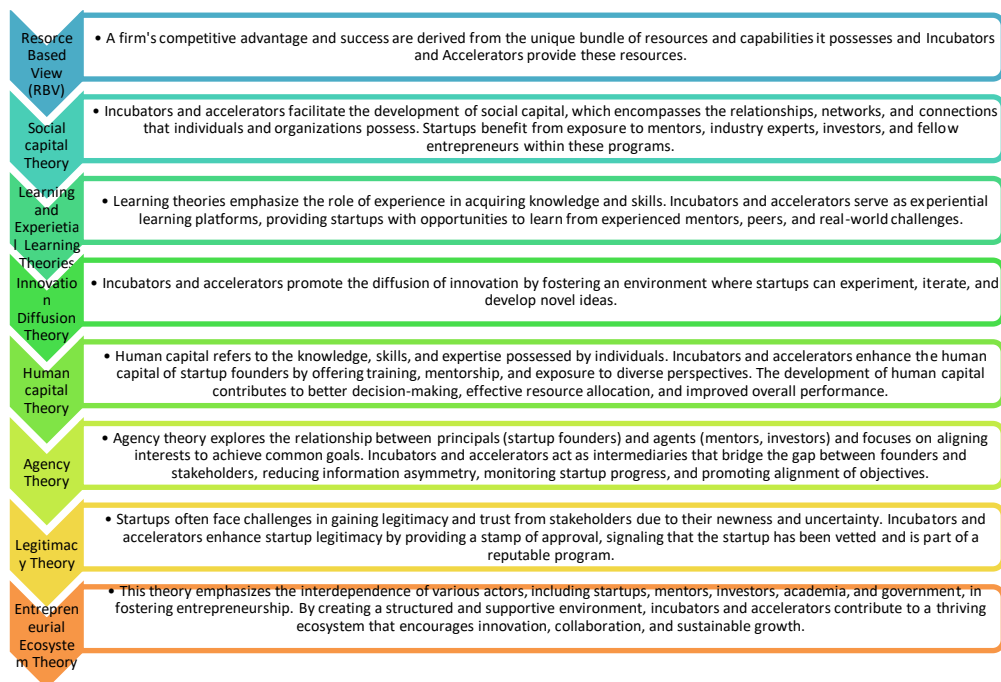 Resorce
Based
View
(RBV)
• A firm's competitive advantage and success are derived from the unique bundle of resources and capabilities it possesses and Incubators
and Accelerators provide these resources.
Social
capital
Theory
• Incubators and accelerators facilitate the development of social capital, which encompasses the relationships, networks, and connections
that individuals and organizations possess. Startups benefit from exposure to mentors, industry experts, investors, and fellow
entrepreneurs within these programs.
Learning
and
Experietia
l Learning
Theories
• Learning theories emphasize the role of experience in acquiring knowledge and skills. Incubators and accelerators serve as experiential
learning platforms, providing startups with opportunities to learn from experienced mentors, peers, and real-world challenges.
Innovatio
n
Diffusion
Theory
• Incubators and accelerators promote the diffusion of innovation by fostering an environment where startups can experiment, iterate, and
develop novel ideas.
Human
capital
Theory
• Human capital refers to the knowledge, skills, and expertise possessed by individuals. Incubators and accelerators enhance the human
capital of startup founders by offering training, mentorship, and exposure to diverse perspectives. The development of human capital
contributes to better decision-making, effective resource allocation, and improved overall performance.
Agency
Theory
• Agency theory explores the relationship between principals (startup founders) and agents (mentors, investors) and focuses on aligning
interests to achieve common goals. Incubators and accelerators act as intermediaries that bridge the gap between founders and
stakeholders, reducing information asymmetry, monitoring startup progress, and promoting alignment of objectives.
Legitimac
y Theory
• Startups often face challenges in gaining legitimacy and trust from stakeholders due to their newness and uncertainty. Incubators and
accelerators enhance startup legitimacy by providing a stamp of approval, signaling that the startup has been vetted and is part of a
reputable program.
Entrepren
eurial
Ecosyste
m Theory
• This theory emphasizes the interdependence of various actors, including startups, mentors, investors, academia, and government, in
fostering entrepreneurship. By creating a structured and supportive environment, incubators and accelerators contribute to a thriving
ecosystem that encourages innovation, collaboration, and sustainable growth.